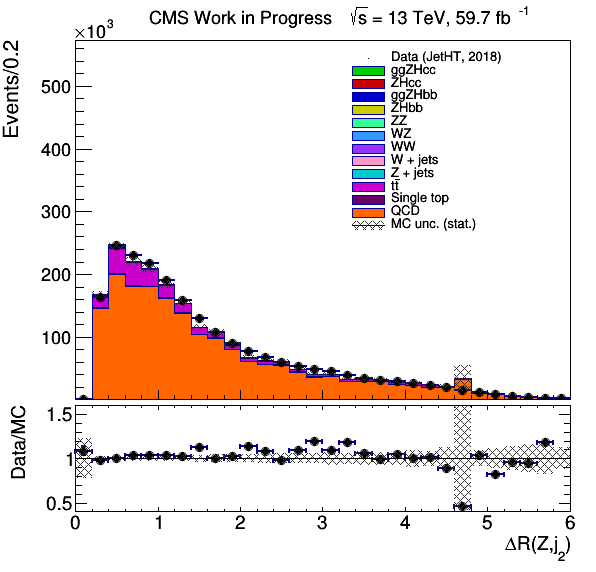 CMS Work in Progress √s = 13 TeV, 59.7 fb⁻¹
×10³
Events/0.2
500
400
300
200
100
Data (JetHT, 2018)
ggZHcc
ZHcc
ggZHbb
ZHbb
ZZ
WZ
WW
W + jets
Z + jets
tt̄
Single top
QCD
MC unc. (stat.)
Data/MC
1.5
1
0.5
0 1 2 3 4 5 6
ΔR(Z,j₂)